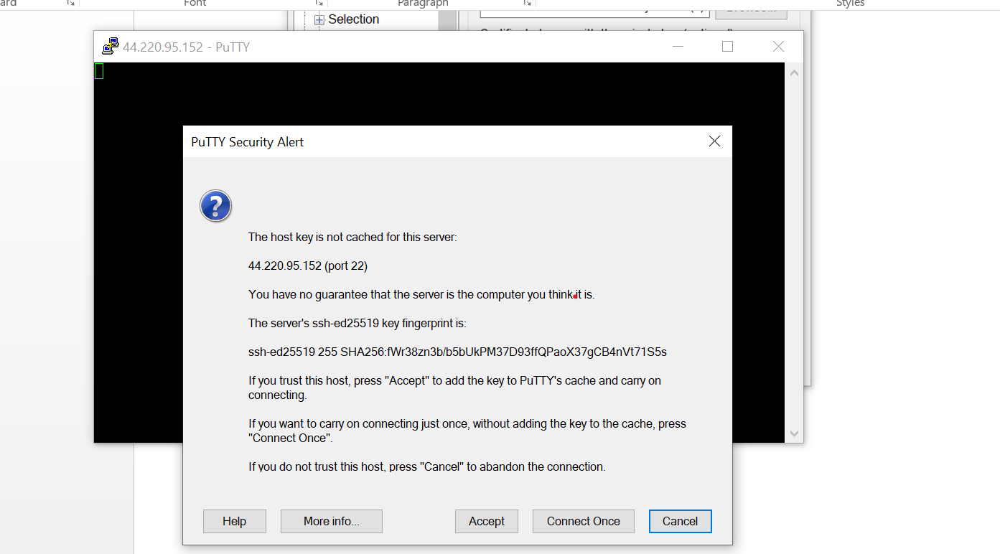 ard
Font
Paragraph
Styles
Selection
44.220.95.152 - PuTTY
PuTTY Security Alert
The host key is not cached for this server:
44.220.95.152 (port 22)
You have no guarantee that the server is the computer you think it is.
The server's ssh-ed25519 key fingerprint is:
ssh-ed25519 255 SHA256:fWr38zn3b/b5bUkPM37D93ffQPaoX37gCB4nVt71S5s
If you trust this host, press "Accept" to add the key to PuTTY's cache and carry on
connecting.
If you want to carry on connecting just once, without adding the key to the cache, press
"Connect Once".
If you do not trust this host, press "Cancel" to abandon the connection.
Help
More info...
Accept
Connect Once
Cancel